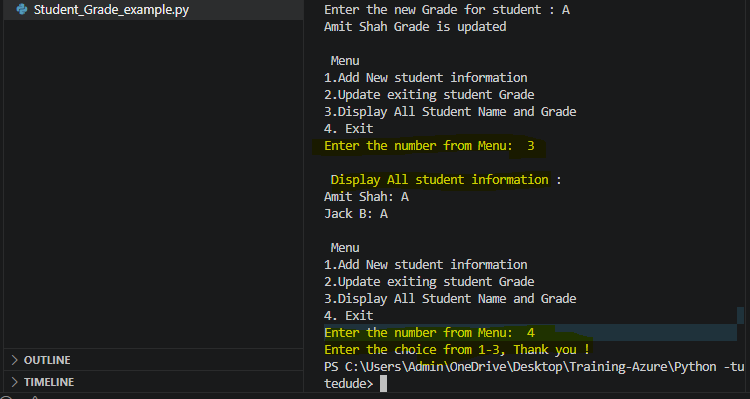 Student_Grade_example.py
Enter the new Grade for student : A
Amit Shah Grade is updated
Menu
1.Add New student information
2.Update exiting student Grade
3.Display All Student Name and Grade
4. Exit
Enter the number from Menu:  3
Display All student information :
Amit Shah: A
Jack B: A
Menu
1.Add New student information
2.Update exiting student Grade
3.Display All Student Name and Grade
4. Exit
Enter the number from Menu:  4
Enter the choice from 1-3, Thank you !
PS C:\Users\Admin\OneDrive\Desktop\Training-Azure\Python -tu
tedude>
OUTLINE
TIMELINE